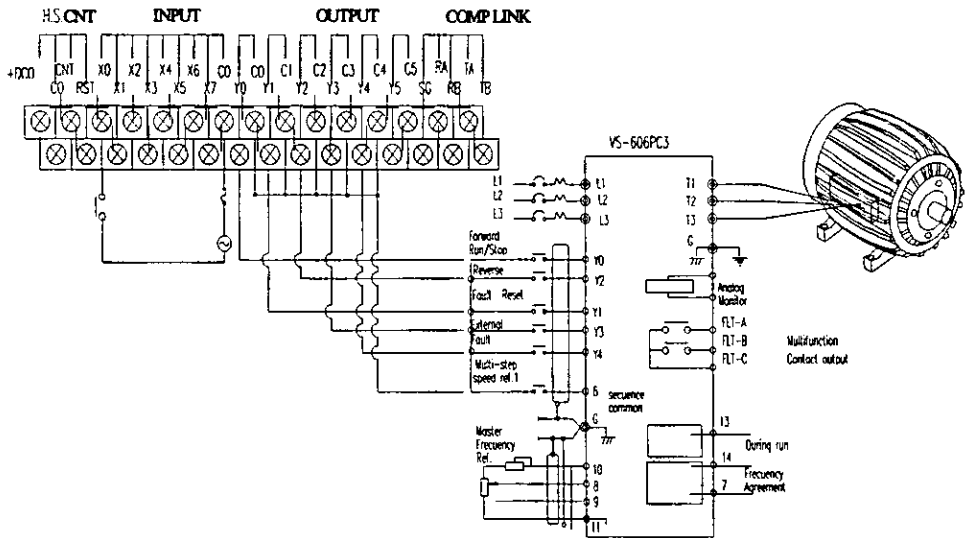 H.S. CNT INPUT OUTPUT COMP LINK
+DC0 CNT X0 X2 X4 X6 C0 C0 C1 C2 C3 C4 C5 RA TA
C0 RST X1 X3 X5 X7 Y0 Y1 Y2 Y3 Y4 Y5 SG RB TB
VS-606PC3
L1 L1 T1
L2 L2 T2
L3 L3 T3
G
Forward
Run/Stop
Y0
Reverse
Y2
Fault Reset
Y1
External
Fault
Y3
Y4
Multi-step
speed ref.1
6
Analog
Monitor
FLT-A
FLT-B
FLT-C
Multifunction
Contact output
secuence
common
G
Master
Frecuency
Ref.
10
8
9
11
13
During run
14
Frecuency
Agreement
7